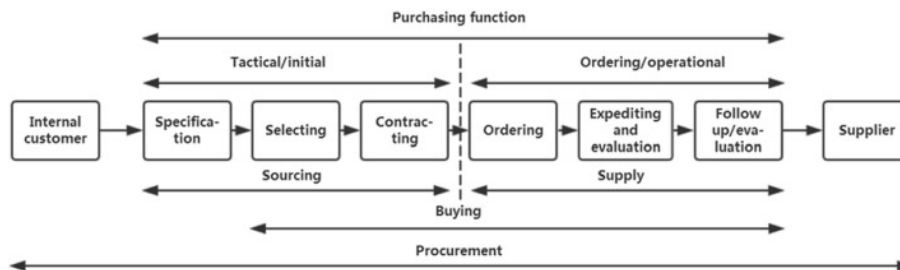 Purchasing function
Tactical/initial
Ordering/operational
Internal
customer
Specifica-
tion
Selecting
Contrac-
ting
Ordering
Expediting
and
evaluation
Follow
up/eva-
luation
Supplier
Sourcing
Supply
Buying
Procurement